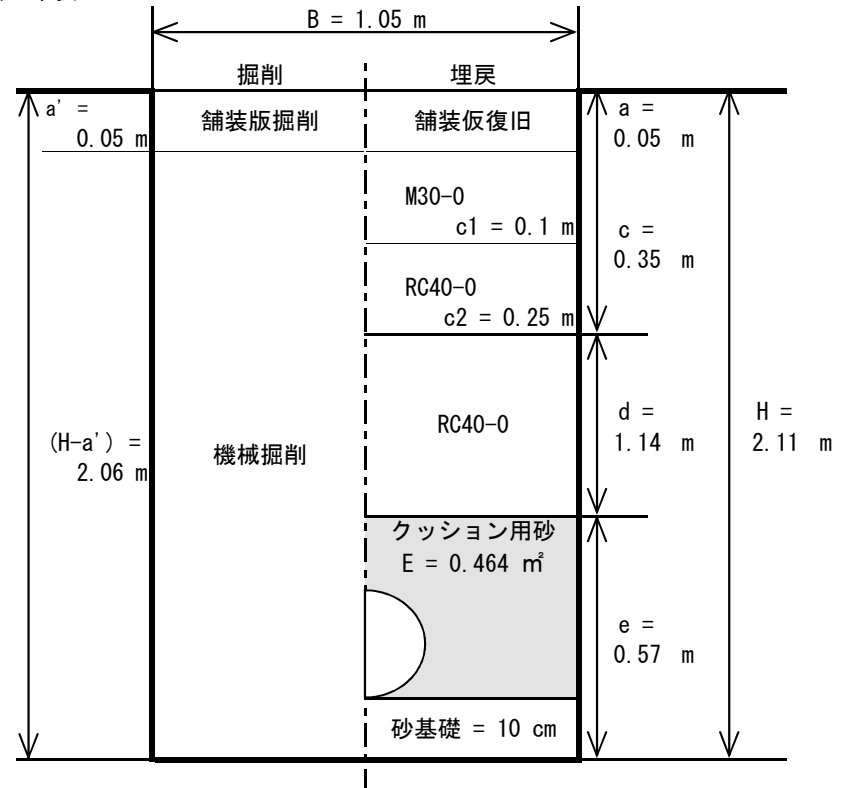 B = 1.05 m
掘削
埋戻
a' =
0.05 m
舗装版掘削
舗装仮復旧
a =
0.05 m
M30-0
c1 = 0.1 m
c =
0.35 m
RC40-0
c2 = 0.25 m
(H-a') =
2.06 m
機械掘削
RC40-0
d =
1.14 m
H =
2.11 m
クッション用砂
E = 0.464 ㎡
e =
0.57 m
砂基礎 = 10 cm